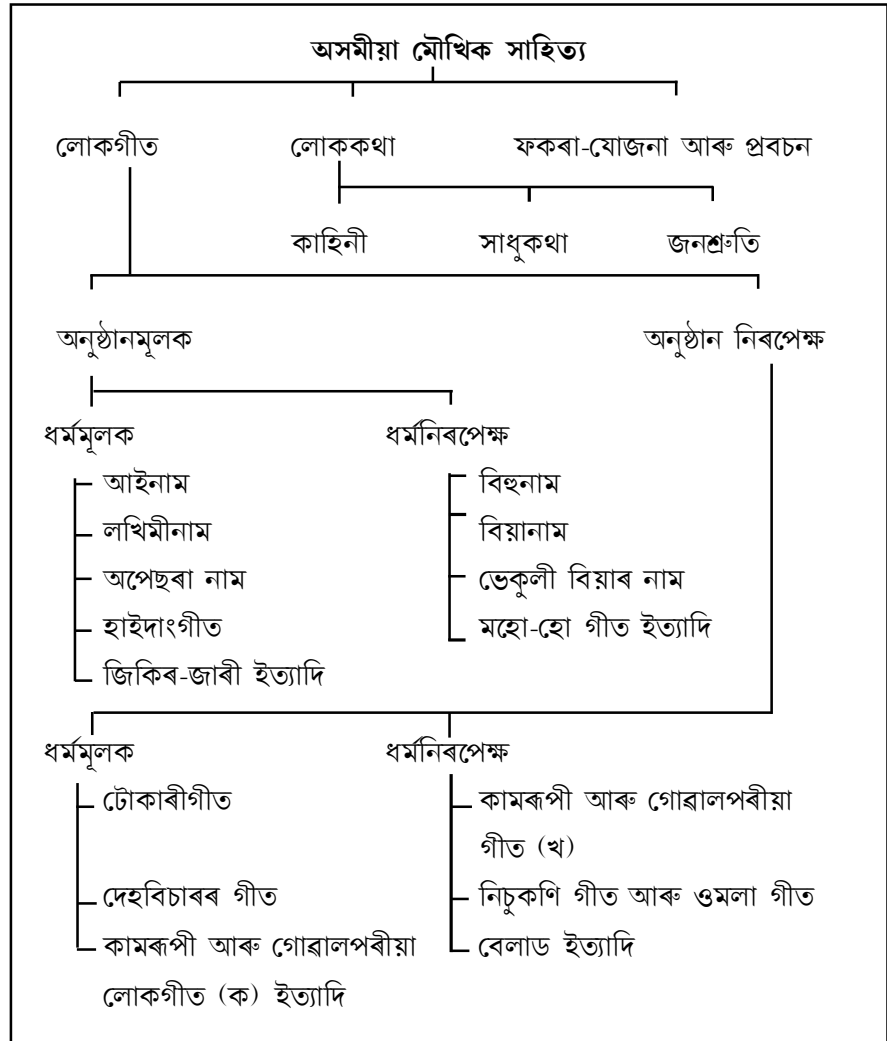 অসমীয়া মৌখিক সাহিত্য
লোকগীত লোককথা ফকৰা-যোজনা আৰু প্ৰবচন
কাহিনী সাধুকথা জনশ্ৰুতি
অনুষ্ঠানমূলক অনুষ্ঠান নিৰপেক্ষ
ধৰ্মমূলক ধৰ্মনিৰপেক্ষ
আইনাম বিহুনাম
লখিমীনাম বিয়ানাম
অপেছৰা নাম ভেকুলী বিয়াৰ নাম
হাইদাংগীত মহো-হো গীত ইত্যাদি
জিকিৰ-জাৰী ইত্যাদি
ধৰ্মমূলক ধৰ্মনিৰপেক্ষ
টোকাৰীগীত কামৰূপী আৰু গোৱালপৰীয়া
গীত (খ)
দেহবিচাৰৰ গীত নিচুকণি গীত আৰু ওমলা গীত
কামৰূপী আৰু গোৱালপৰীয়া বেলাড ইত্যাদি
লোকগীত (ক) ইত্যাদি